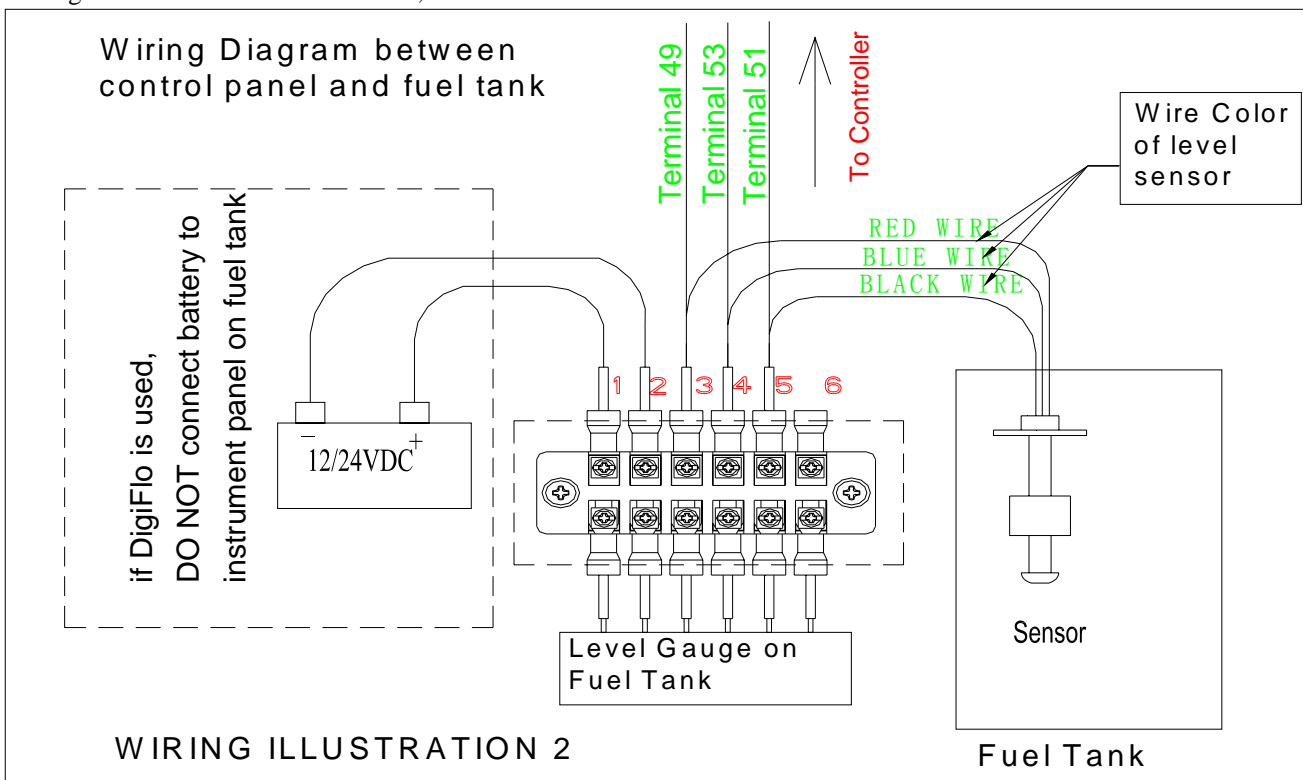 Wiring Diagram between
control panel and fuel tank
Terminal 49
Terminal 53
Terminal 51
To Controller
Wire Color
of level
sensor
if DigiFlo is used,
DO NOT connect battery to
instrument panel on fuel tank
RED WIRE
BLUE WIRE
BLACK WIRE
1 2 3 4 5 6
− +
12/24VDC
Sensor
Level Gauge on
Fuel Tank
WIRING ILLUSTRATION 2
Fuel Tank